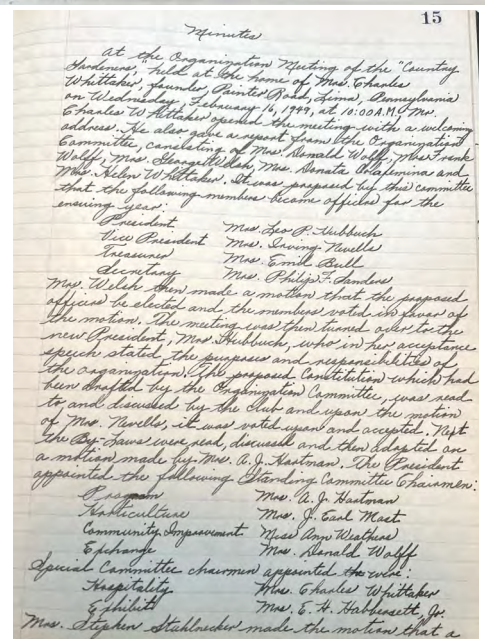 15
Minutes
At the Organization Meeting of the "Country
Gardeners", held at the home of Mrs. Charles
Whittaker, founder, Painter Road, Lima, Pennsylvania
on Wednesday, February 16, 1949, at 10:00 A.M., Mr.
Charles Whittaker opened the meeting with a welcoming
address. He also gave a report from the Organization
Committee, consisting of Mrs. Donald Wolff, Mrs. Frank
Wolff, Mrs. George Welsh, Mrs. Donata Colafemina and
Mrs. Helen Whittaker. It was proposed by this committee
that the following members become officers for the
ensuing year:
President Mrs. Leo P. Hubbuch
Vice President Mrs. Irving Nevells
Treasurer Mrs. Emil Bull
Secretary Mrs. Philip F. Sanders
Mrs. Welsh then made a motion that the proposed
officers be elected and the members voted in favor of
the motion. The meeting was then turned over to the
new President, Mrs. Hubbuch, who in her acceptance
speech stated, the purposes and responsibilities of
the organization. The proposed Constitution which had
been drafted by the Organization Committee, was read
to, and discussed by the club and upon the motion
of Mrs. Nevells, it was voted upon and accepted. Next
the By-Laws were read, discussed and then adopted on
a motion made by Mrs. A. J. Hartman. The President
appointed the following Standing Committee Chairmen:
Program Mrs. A. J. Hartman
Horticulture Mrs. J. Earl Mast
Community Improvement Miss Ann Weathers
Exchange Mrs. Donald Wolff
Special Committee chairmen appointed the were:
Hospitality Mrs. Charles Whittaker
Exhibits Mrs. E. H. Habbersett, Jr.
Mrs. Stephen Stahlnecker made the motion that a